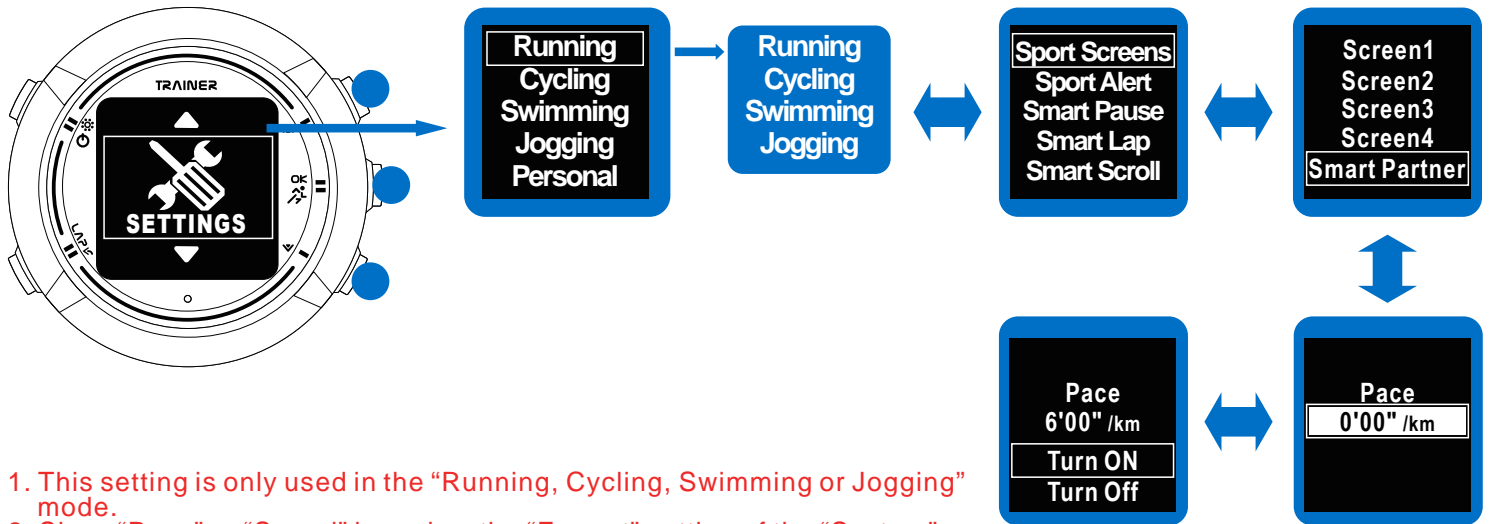 TRAINER
OK
LAP
SETTINGS
Running
Cycling
Swimming
Jogging
Personal
Running
Cycling
Swimming
Jogging
Sport Screens
Sport Alert
Smart Pause
Smart Lap
Smart Scroll
Screen1
Screen2
Screen3
Screen4
Smart Partner
Pace
0'00" /km
Pace
6'00" /km
Turn ON
Turn Off
1. This setting is only used in the “Running, Cycling, Swimming or Jogging”
mode.